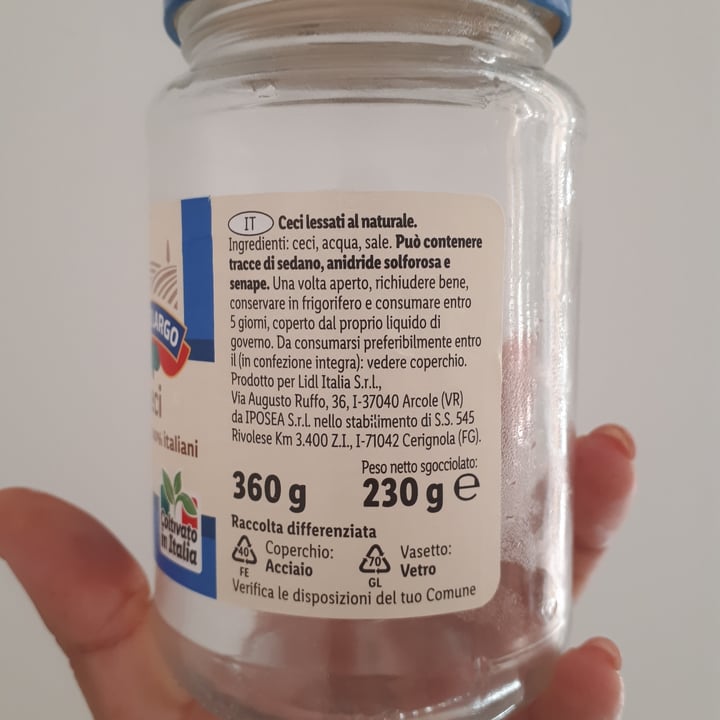 IT Ceci lessati al naturale.
Ingredienti: ceci, acqua, sale. Può contenere
tracce di sedano, anidride solforosa e
senape. Una volta aperto, richiudere bene,
conservare in frigorifero e consumare entro
5 giorni, coperto dal proprio liquido di
governo. Da consumarsi preferibilmente entro
il (in confezione integra): vedere coperchio.
Prodotto per Lidl Italia S.r.l.,
Via Augusto Ruffo, 36, I-37040 Arcole (VR)
da IPOSEA S.r.l. nello stabilimento di S.S. 545
Rivolese Km 3.400 Z.I., I-71042 Cerignola (FG).
Peso netto sgocciolato:
360 g 230 g e
Raccolta differenziata
40 FE Coperchio: 70 GL Vasetto:
Acciaio Vetro
Verifica le disposizioni del tuo Comune
LARGO
eci
italiani
Coltivato
in Italia